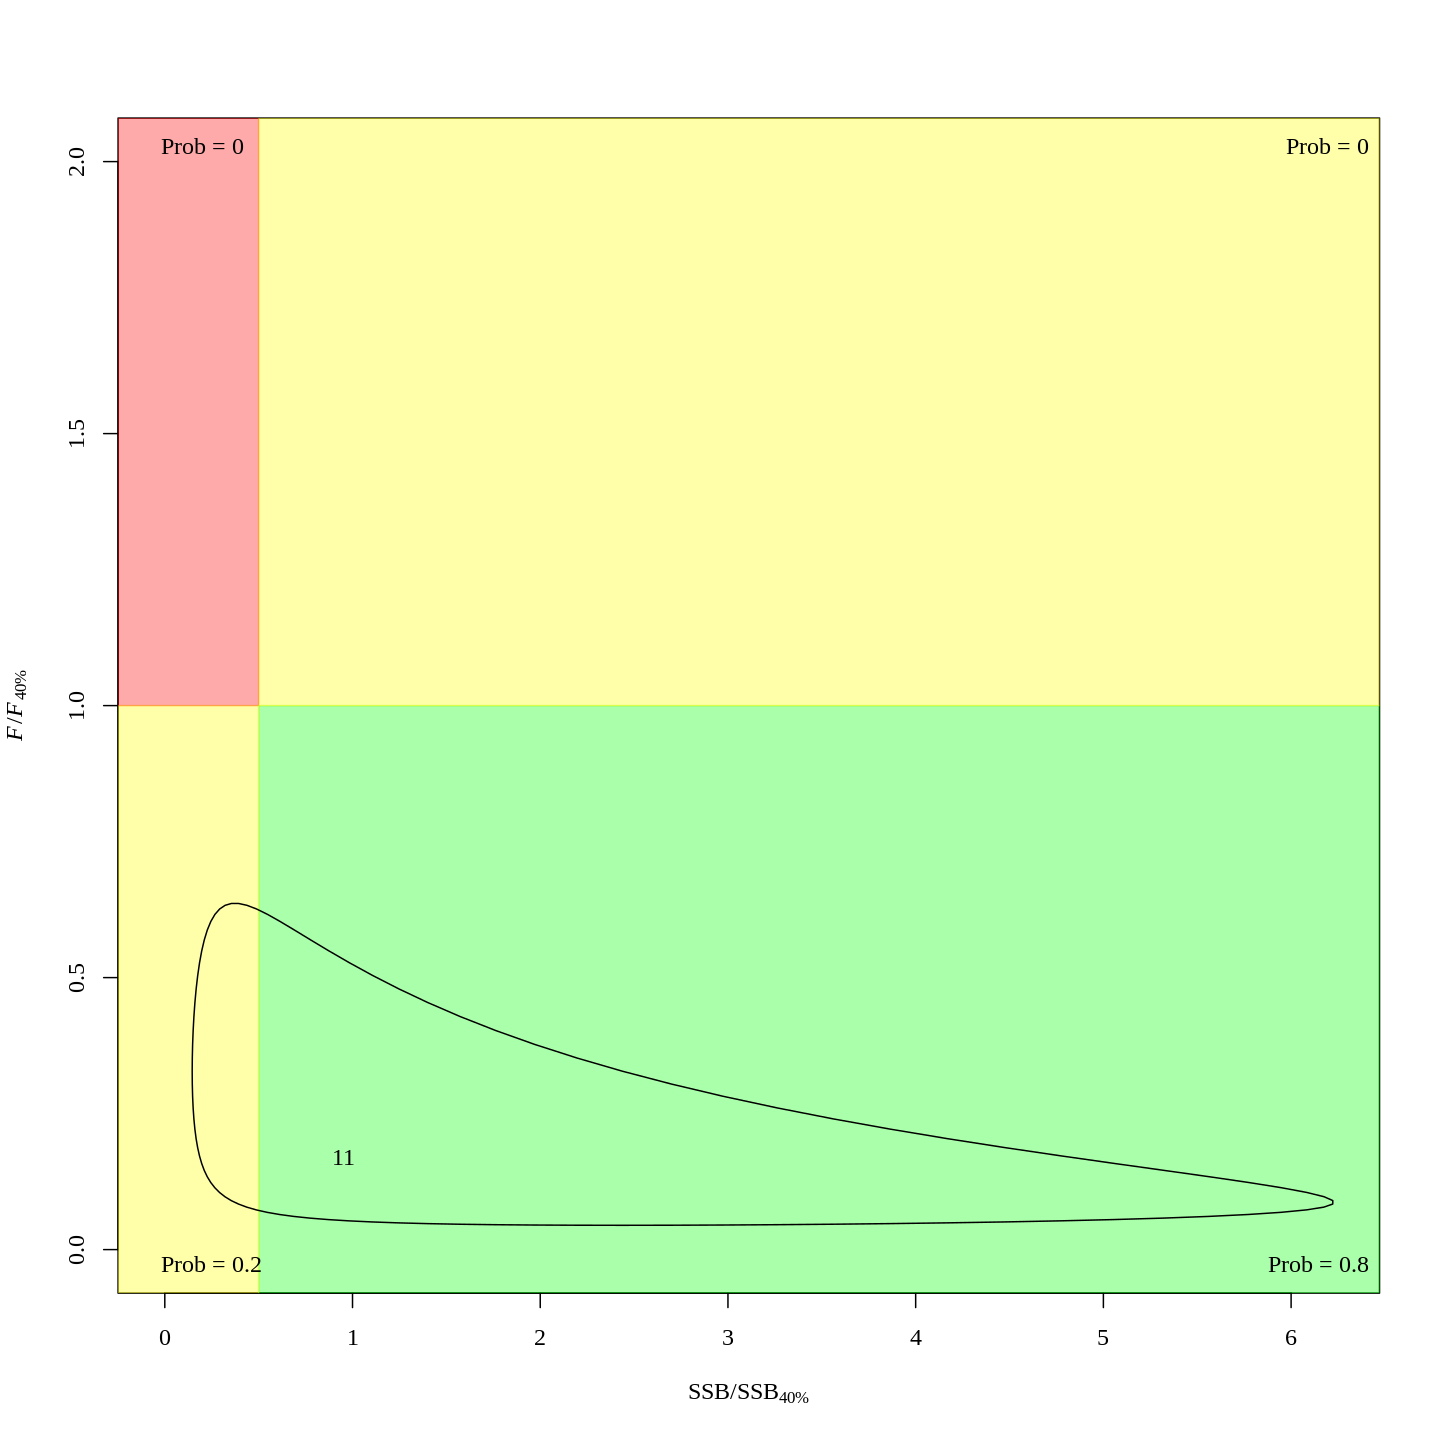 Prob = 0
Prob = 0
2.0
1.5
1.0
0.5
0.0
F/F40%
11
Prob = 0.2
Prob = 0.8
0 1 2 3 4 5 6
SSB/SSB40%